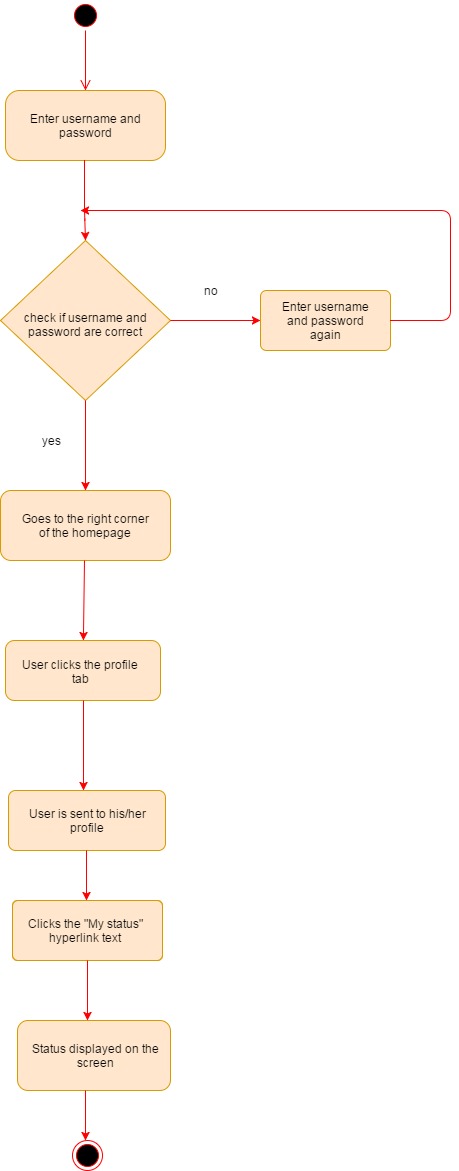 Enter username and
password
no
check if username and
password are correct
Enter username
and password
again
yes
Goes to the right corner
of the homepage
User clicks the profile
tab
User is sent to his/her
profile
Clicks the "My status"
hyperlink text
Status displayed on the
screen